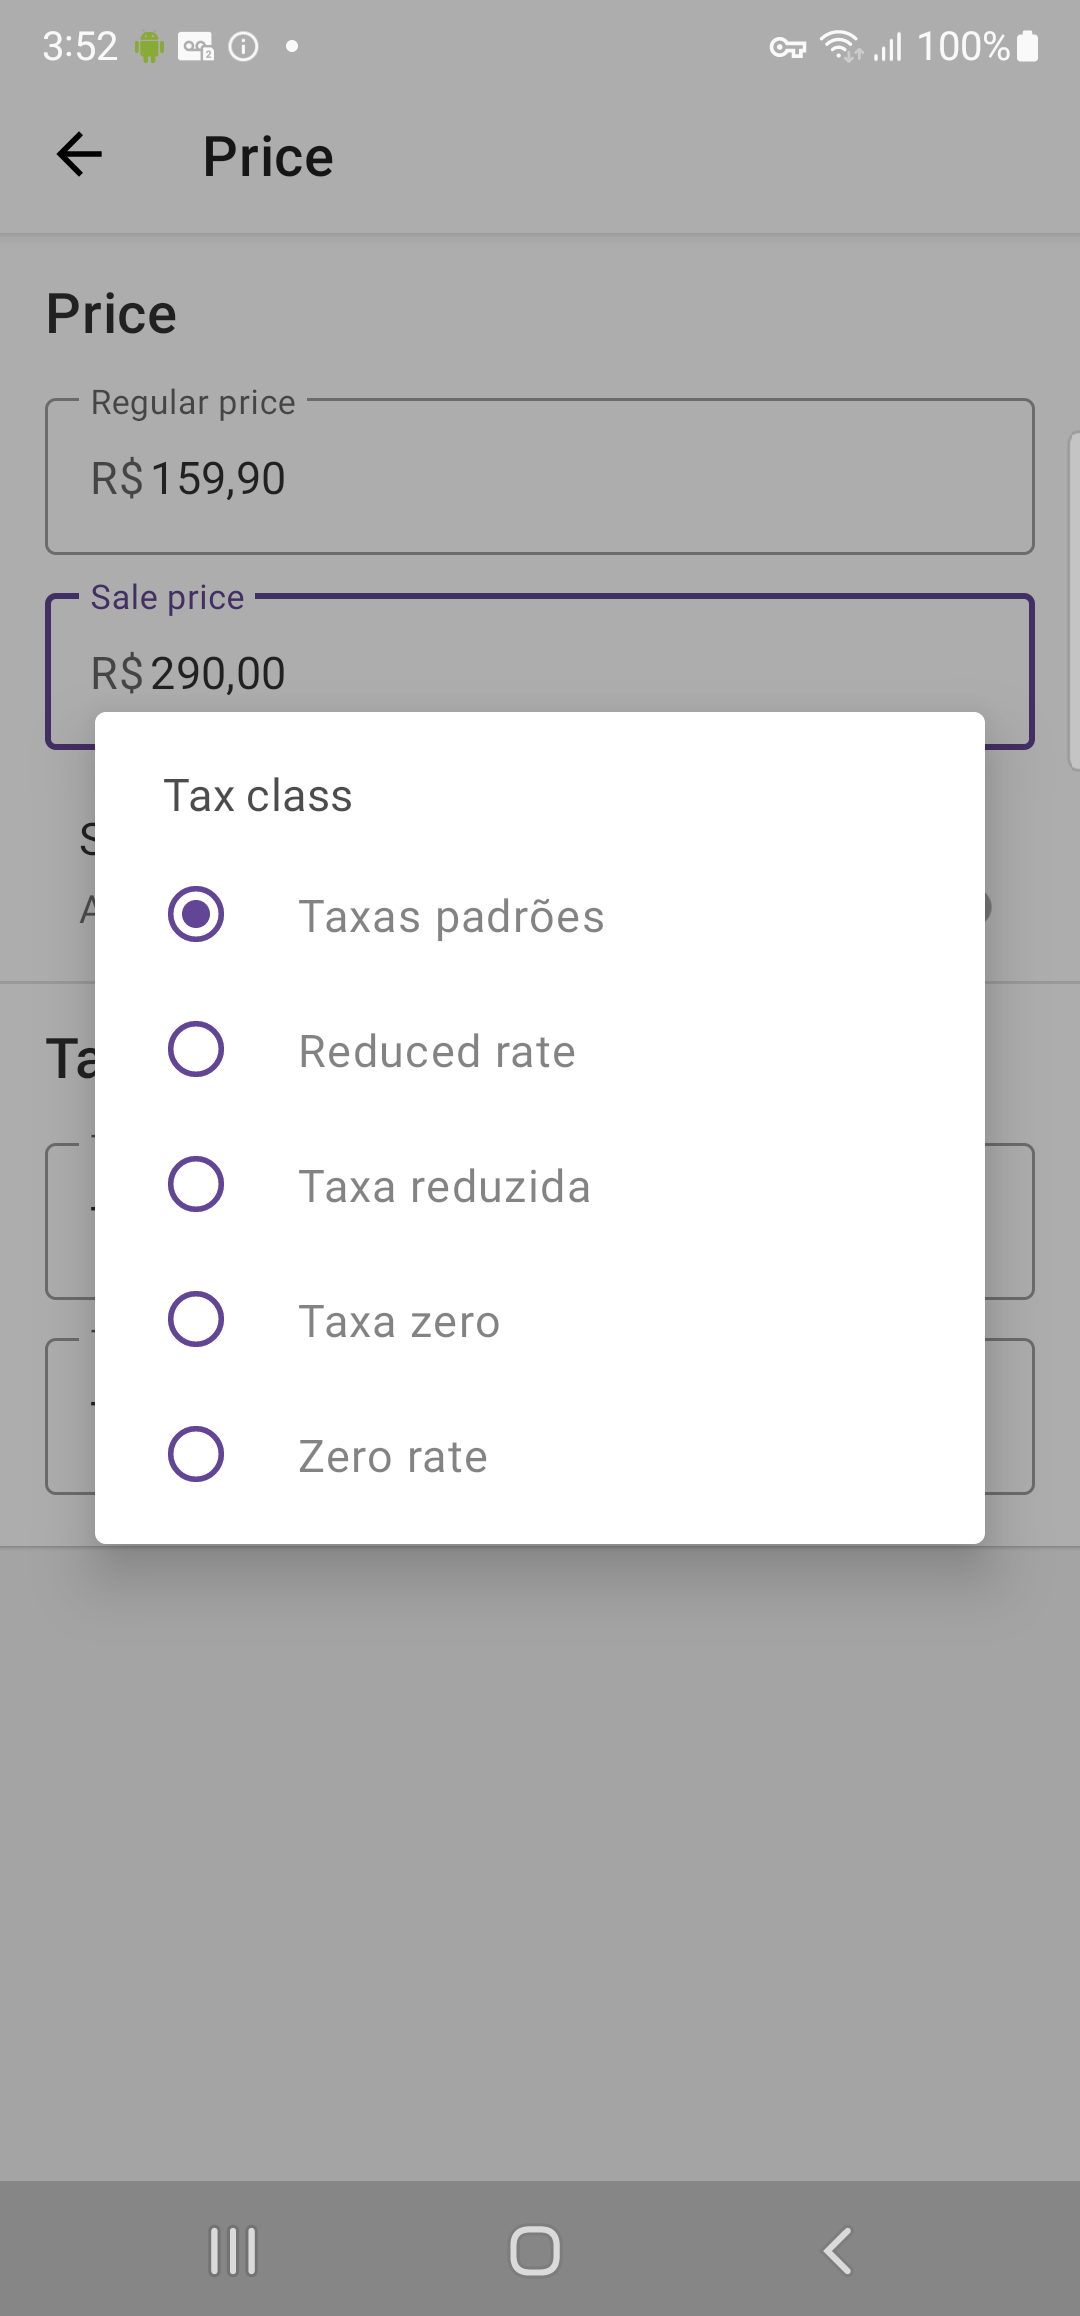 3:52 100%
Price
Price
Regular price
R$ 159,90
Sale price
R$ 290,00
Tax class
Taxas padrões
Reduced rate
Taxa reduzida
Taxa zero
Zero rate